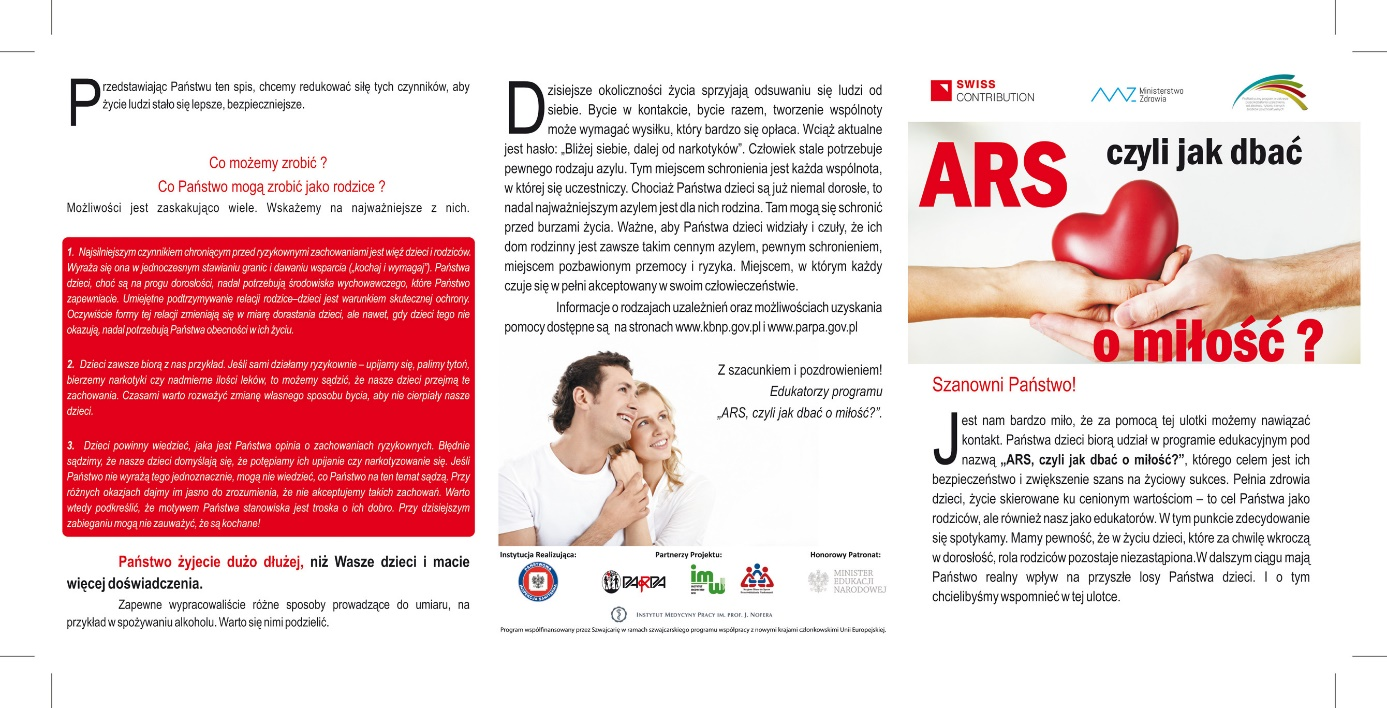 Przedstawiając Państwu ten spis, chcemy redukować siłę tych czynników, aby
życie ludzi stało się lepsze, bezpieczniejsze.
Co możemy zrobić ?
Co Państwo mogą zrobić jako rodzice ?
Możliwości jest zaskakująco wiele. Wskażemy na najważniejsze z nich.
1. Najsilniejszym czynnikiem chroniącym przed ryzykownymi zachowaniami jest więź dzieci i rodziców.
Wyraża się ona w jednoczesnym stawianiu granic i dawaniu wsparcia („kochaj i wymagaj”). Państwa
dzieci, choć są na progu dorosłości, nadal potrzebują środowiska wychowawczego, które Państwo
zapewniacie. Umiejętne podtrzymywanie relacji rodzice–dzieci jest warunkiem skutecznej ochrony.
Oczywiście formy tej relacji zmieniają się w miarę dorastania dzieci, ale nawet, gdy dzieci tego nie
okazują, nadal potrzebują Państwa obecności w ich życiu.
2. Dzieci zawsze biorą z nas przykład. Jeśli sami działamy ryzykownie – upijamy się, palimy tytoń,
bierzemy narkotyki czy nadmierne ilości leków, to możemy sądzić, że nasze dzieci przejmą te
zachowania. Czasami warto rozważyć zmianę własnego sposobu bycia, aby nie cierpiały nasze
dzieci.
3. Dzieci powinny wiedzieć, jaka jest Państwa opinia o zachowaniach ryzykownych. Błędnie
sądzimy, że nasze dzieci domyślają się, że potępiamy ich upijanie czy narkotyzowanie się. Jeśli
Państwo nie wyrażą tego jednoznacznie, mogą nie wiedzieć, co Państwo na ten temat sądzą. Przy
różnych okazjach dajmy im jasno do zrozumienia, że nie akceptujemy takich zachowań. Warto
wtedy podkreślić, że motywem Państwa stanowiska jest troska o ich dobro. Przy dzisiejszym
zabieganiu mogą nie zauważyć, że są kochane!
Państwo żyjecie dużo dłużej, niż Wasze dzieci i macie
więcej doświadczenia.
Zapewne wypracowaliście różne sposoby prowadzące do umiaru, na
przykład w spożywaniu alkoholu. Warto się nimi podzielić.
Dzisiejsze okoliczności życia sprzyjają odsuwaniu się ludzi od
siebie. Bycie w kontakcie, bycie razem, tworzenie wspólnoty
może wymagać wysiłku, który bardzo się opłaca. Wciąż aktualne
jest hasło: „Bliżej siebie, dalej od narkotyków”. Człowiek stale potrzebuje
pewnego rodzaju azylu. Tym miejscem schronienia jest każda wspólnota,
w której się uczestniczy. Chociaż Państwa dzieci są już niemal dorosłe, to
nadal najważniejszym azylem jest dla nich rodzina. Tam mogą się schronić
przed burzami życia. Ważne, aby Państwa dzieci widziały i czuły, że ich
dom rodzinny jest zawsze takim cennym azylem, pewnym schronieniem,
miejscem pozbawionym przemocy i ryzyka. Miejscem, w którym każdy
czuje się w pełni akceptowany w swoim człowieczeństwie.
Informacje o rodzajach uzależnień oraz możliwościach uzyskania
pomocy dostępne są na stronach www.kbnp.gov.pl i www.parpa.gov.pl
Z szacunkiem i pozdrowieniem!
Edukatorzy programu
„ARS, czyli jak dbać o miłość?”.
Instytucja Realizująca:
Partnerzy Projektu:
Honorowy Patronat:
PARPA
imw
MINISTER
EDUKACJI
NARODOWEJ
INSTYTUT MEDYCYNY PRACY IM. PROF. J. NOFERA
Program współfinansowany przez Szwajcarię w ramach szwajcarskiego programu współpracy z nowymi krajami członkowskimi Unii Europejskiej.
SWISS
CONTRIBUTION
Ministerstwo
Zdrowia
ARS
czyli jak dbać
o miłość ?
Szanowni Państwo!
Jest nam bardzo miło, że za pomocą tej ulotki możemy nawiązać
kontakt. Państwa dzieci biorą udział w programie edukacyjnym pod
nazwą „ARS, czyli jak dbać o miłość?”, którego celem jest ich
bezpieczeństwo i zwiększenie szans na życiowy sukces. Pełnia zdrowia
dzieci, życie skierowane ku cenionym wartościom – to cel Państwa jako
rodziców, ale również nasz jako edukatorów. W tym punkcie zdecydowanie
się spotykamy. Mamy pewność, że w życiu dzieci, które za chwilę wkroczą
w dorosłość, rola rodziców pozostaje niezastąpiona.W dalszym ciągu mają
Państwo realny wpływ na przyszłe losy Państwa dzieci. I o tym
chcielibyśmy wspomnieć w tej ulotce.